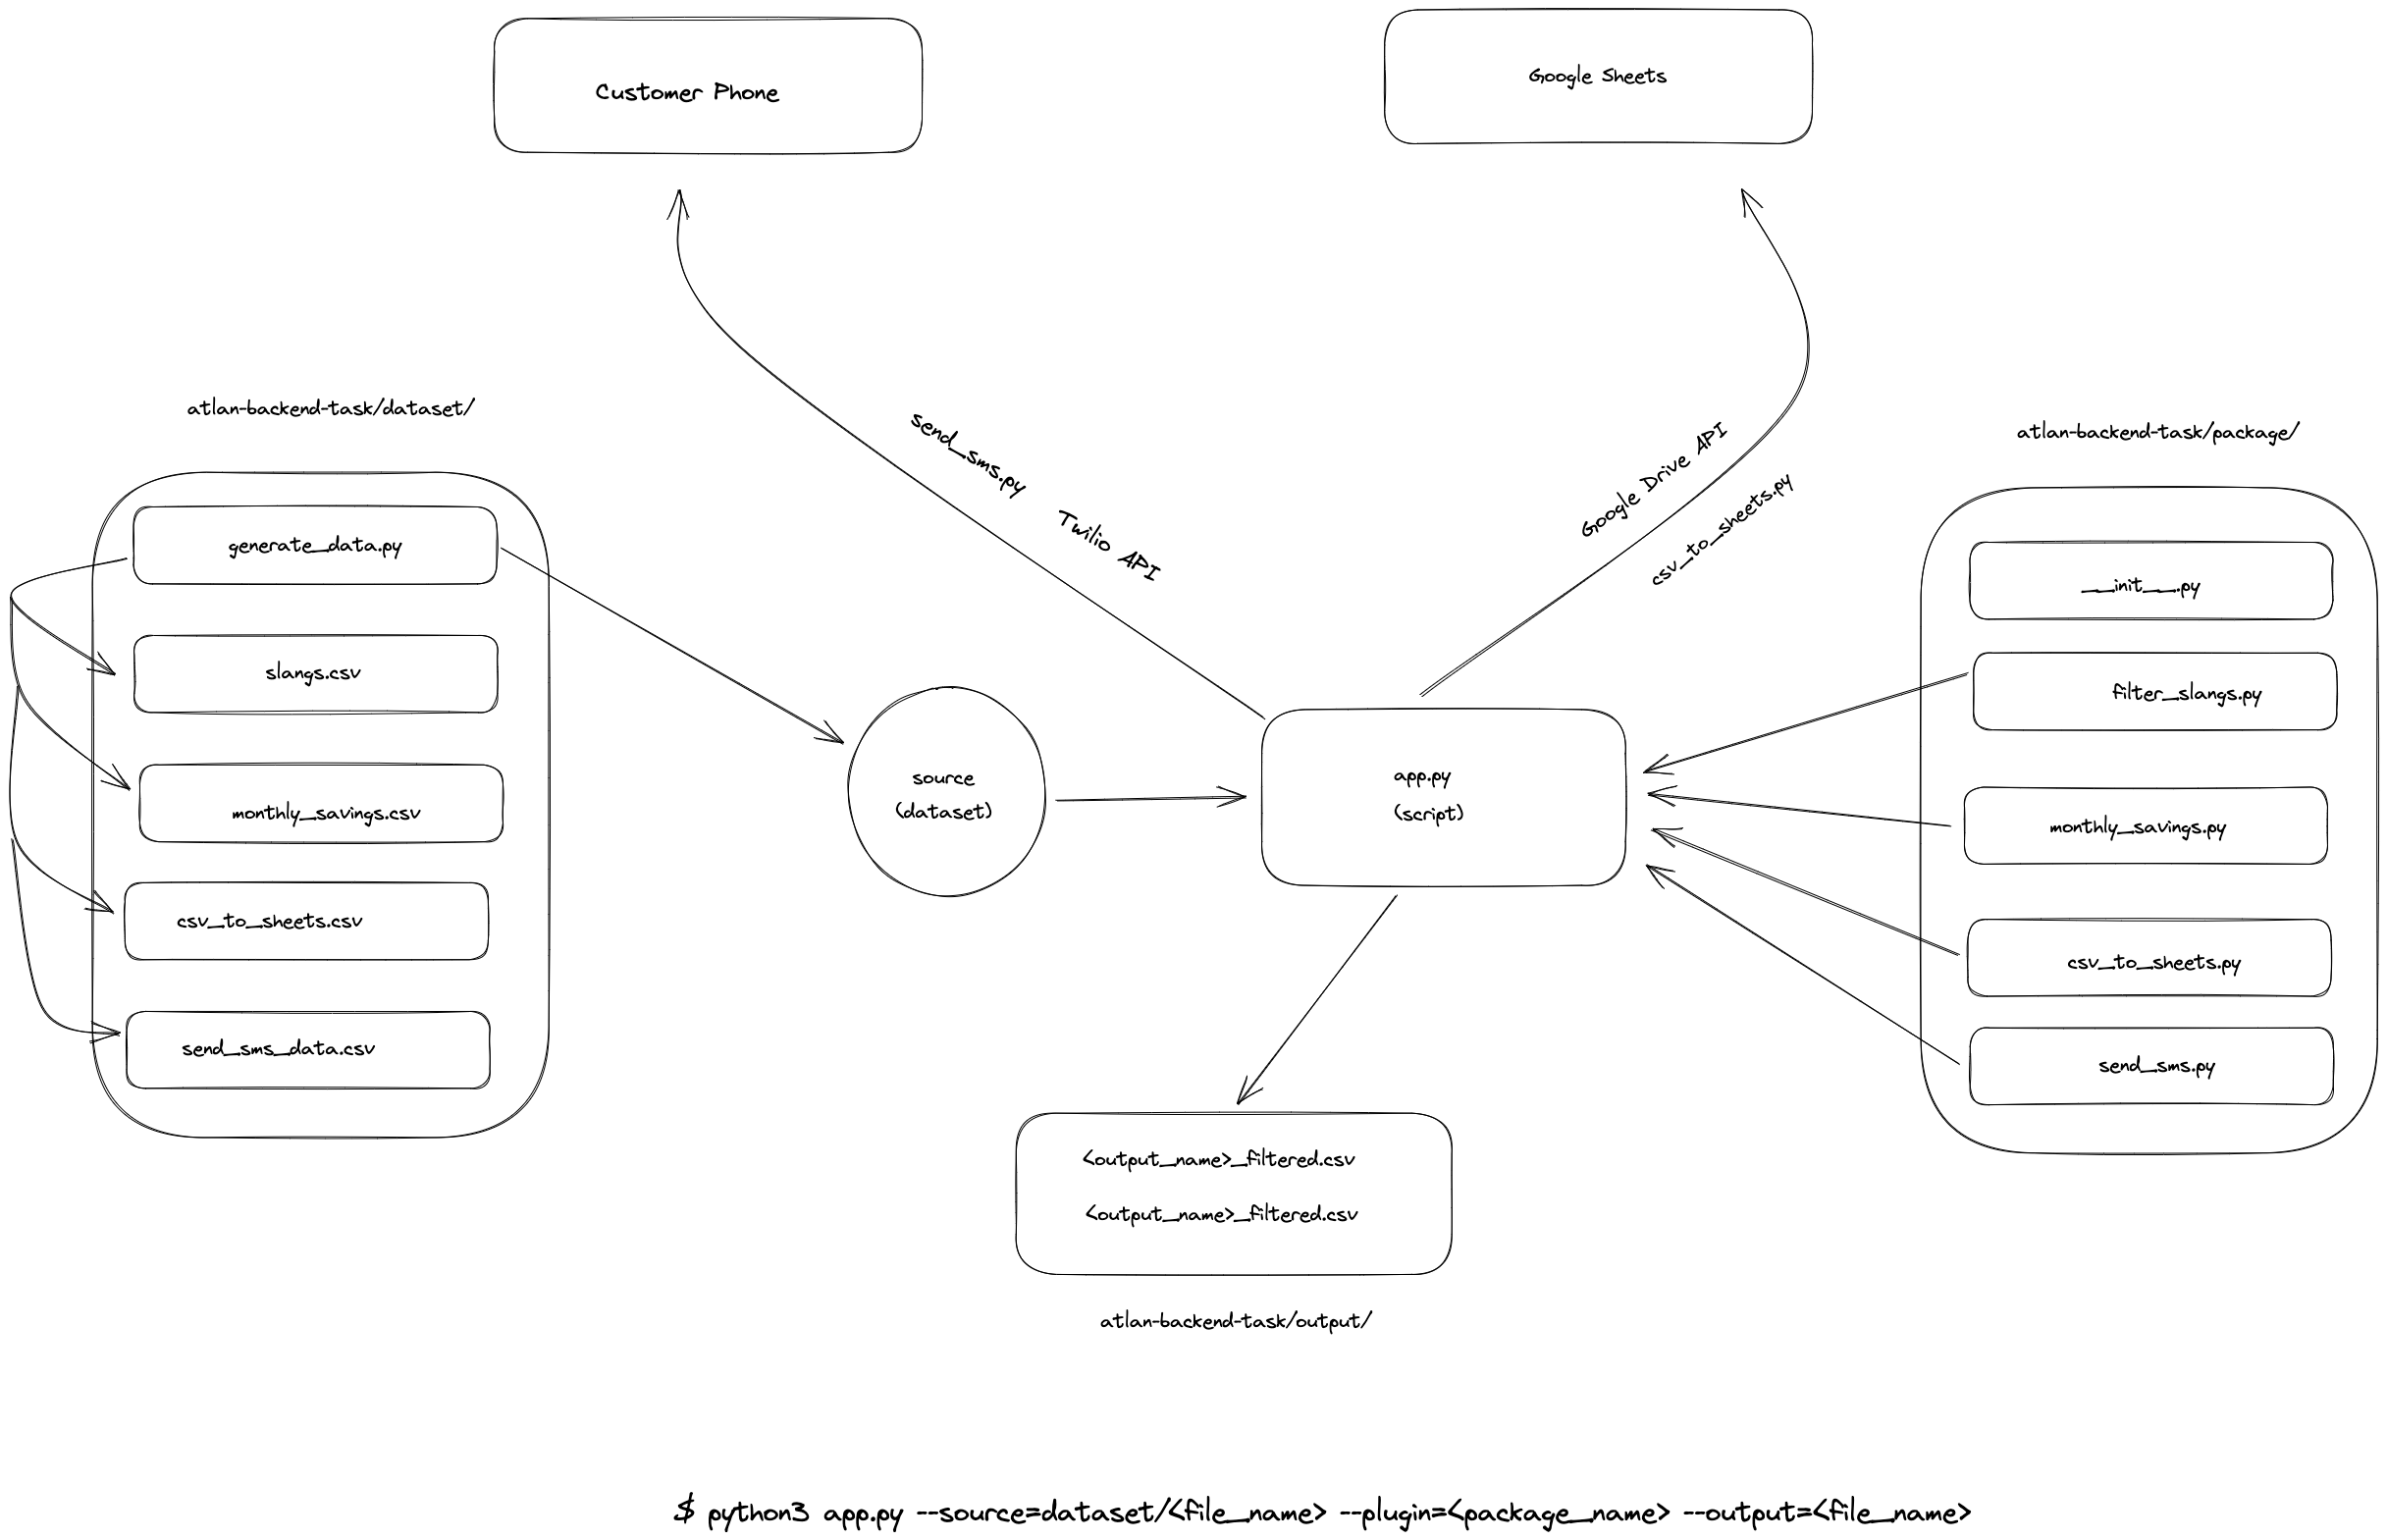 Customer Phone
Google Sheets
send_sms.py
Twilio API
Google Drive API
csv_to_sheets.py
atlan-backend-task/dataset/
generate_data.py
slangs.csv
monthly_savings.csv
csv_to_sheets.csv
send_sms_data.csv
source
(dataset)
app.py
(script)
atlan-backend-task/package/
__init__.py
filter_slangs.py
monthly_savings.py
csv_to_sheets.py
send_sms.py
<output_name>_filtered.csv
<output_name>_filtered.csv
atlan-backend-task/output/
$ python3 app.py --source=dataset/<file_name> --plugin=<package_name> --output=<file_name>